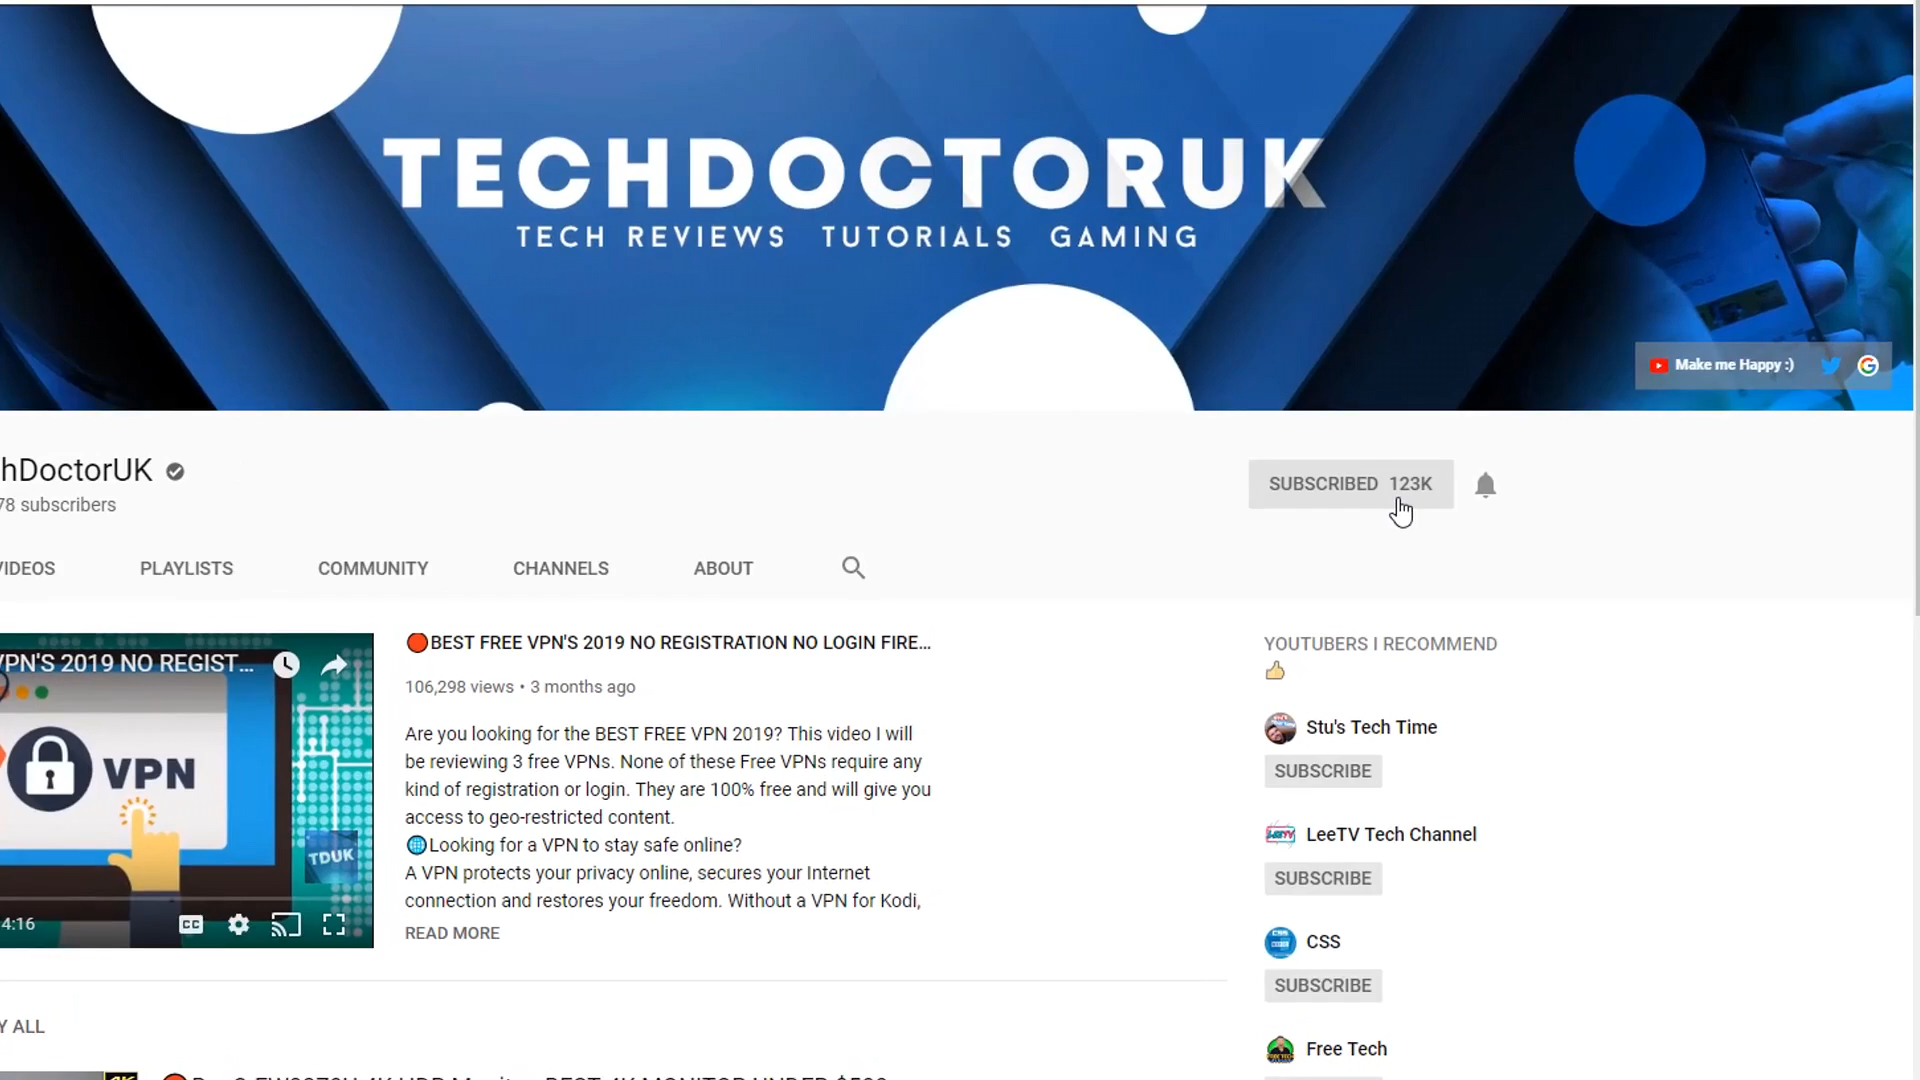 TECHDOCTORUK
TECH REVIEWS TUTORIALS GAMING
Make me Happy :)
hDoctorUK
78 subscribers
SUBSCRIBED 123K
VIDEOS
PLAYLISTS
COMMUNITY
CHANNELS
ABOUT
VPN'S 2019 NO REGIST...
VPN
TDUK
4:16
CC
🔴BEST FREE VPN'S 2019 NO REGISTRATION NO LOGIN FIRE...
106,298 views • 3 months ago
Are you looking for the BEST FREE VPN 2019? This video I will
be reviewing 3 free VPNs. None of these Free VPNs require any
kind of registration or login. They are 100% free and will give you
access to geo-restricted content.
🌐Looking for a VPN to stay safe online?
A VPN protects your privacy online, secures your Internet
connection and restores your freedom. Without a VPN for Kodi,
READ MORE
YOUTUBERS I RECOMMEND
👍
Stu's Tech Time
SUBSCRIBE
LeeTV Tech Channel
SUBSCRIBE
CSS
SUBSCRIBE
Free Tech
Y ALL